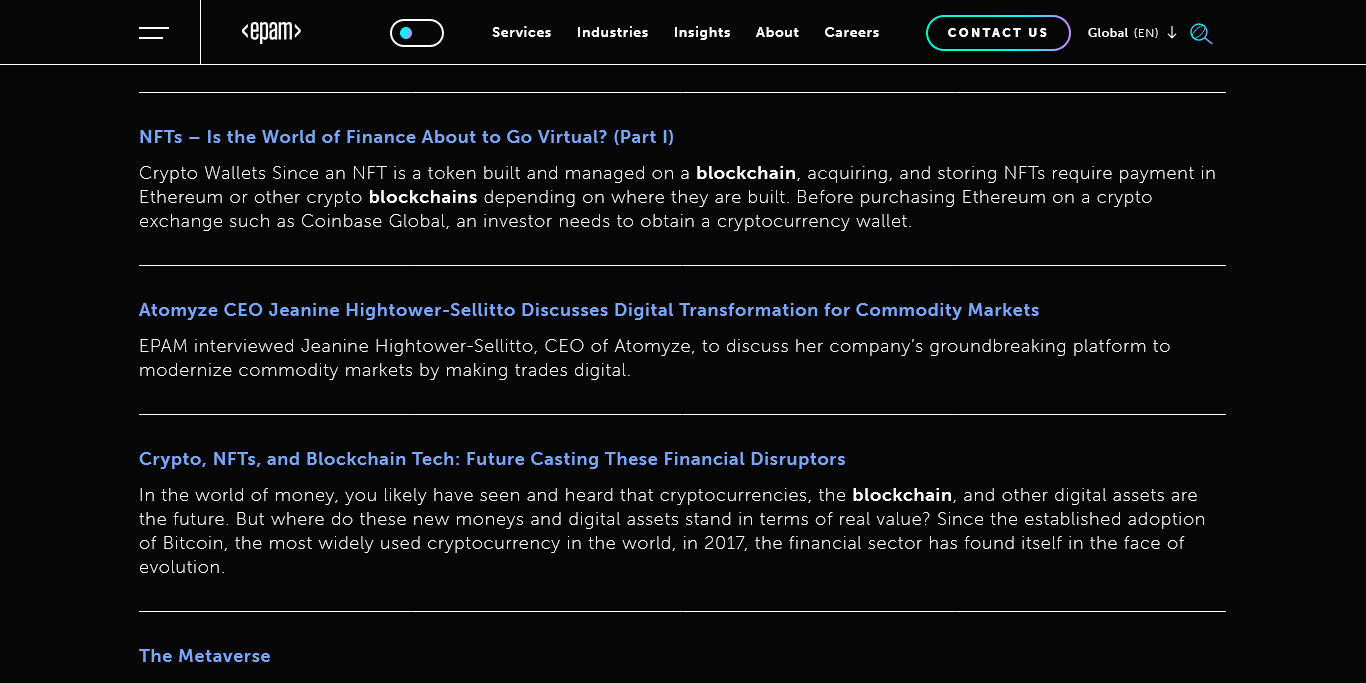 <epam>
Services
Industries
Insights
About
Careers
CONTACT US
Global (EN)
NFTs – Is the World of Finance About to Go Virtual? (Part I)
Crypto Wallets Since an NFT is a token built and managed on a blockchain, acquiring, and storing NFTs require payment in
Ethereum or other crypto blockchains depending on where they are built. Before purchasing Ethereum on a crypto
exchange such as Coinbase Global, an investor needs to obtain a cryptocurrency wallet.
Atomyze CEO Jeanine Hightower-Sellitto Discusses Digital Transformation for Commodity Markets
EPAM interviewed Jeanine Hightower-Sellitto, CEO of Atomyze, to discuss her company’s groundbreaking platform to
modernize commodity markets by making trades digital.
Crypto, NFTs, and Blockchain Tech: Future Casting These Financial Disruptors
In the world of money, you likely have seen and heard that cryptocurrencies, the blockchain, and other digital assets are
the future. But where do these new moneys and digital assets stand in terms of real value? Since the established adoption
of Bitcoin, the most widely used cryptocurrency in the world, in 2017, the financial sector has found itself in the face of
evolution.
The Metaverse